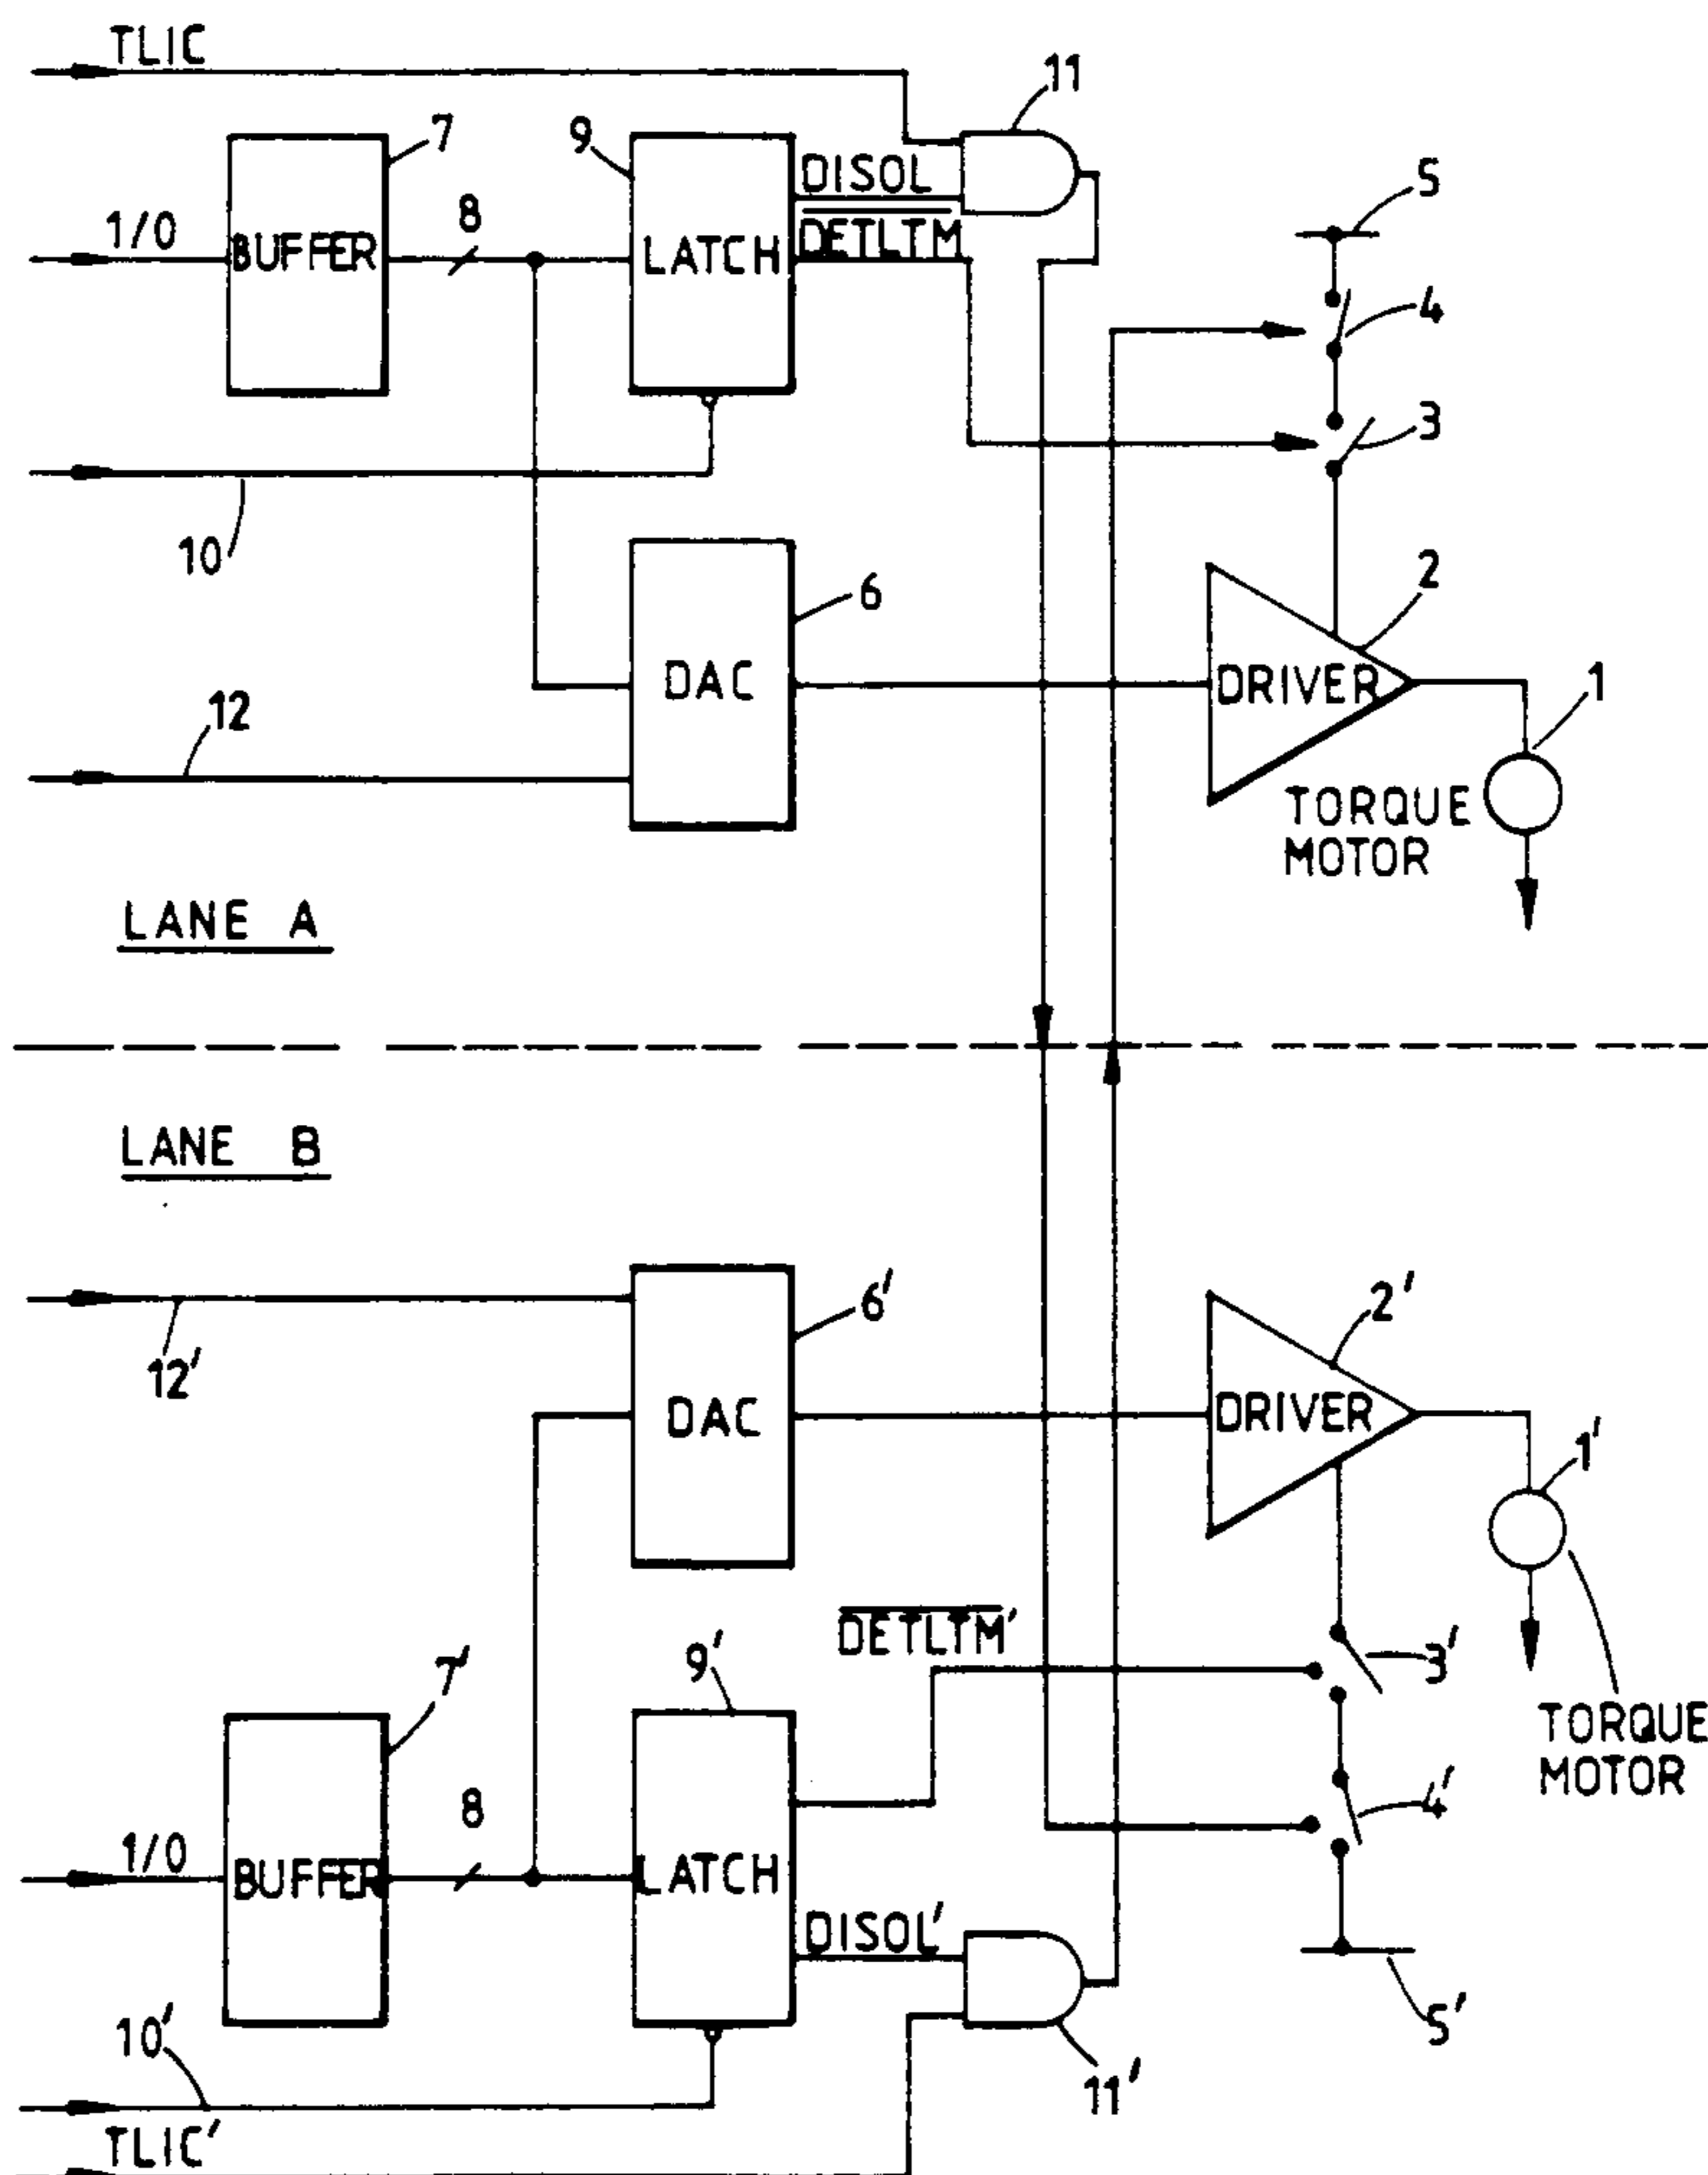 TLIC
11
7
9
DISOL
5
1/0
8
BUFFER
LATCH
DETLTM
4
3
10
6
2
DAC
DRIVER
1
12
TORQUE
MOTOR
LANE A
LANE B
12'
6'
2'
DAC
DRIVER
1'
DETLTM'
3'
9'
7'
TORQUE
MOTOR
4'
8
1/0
BUFFER
LATCH
DISOL'
5'
10'
11'
TLIC'